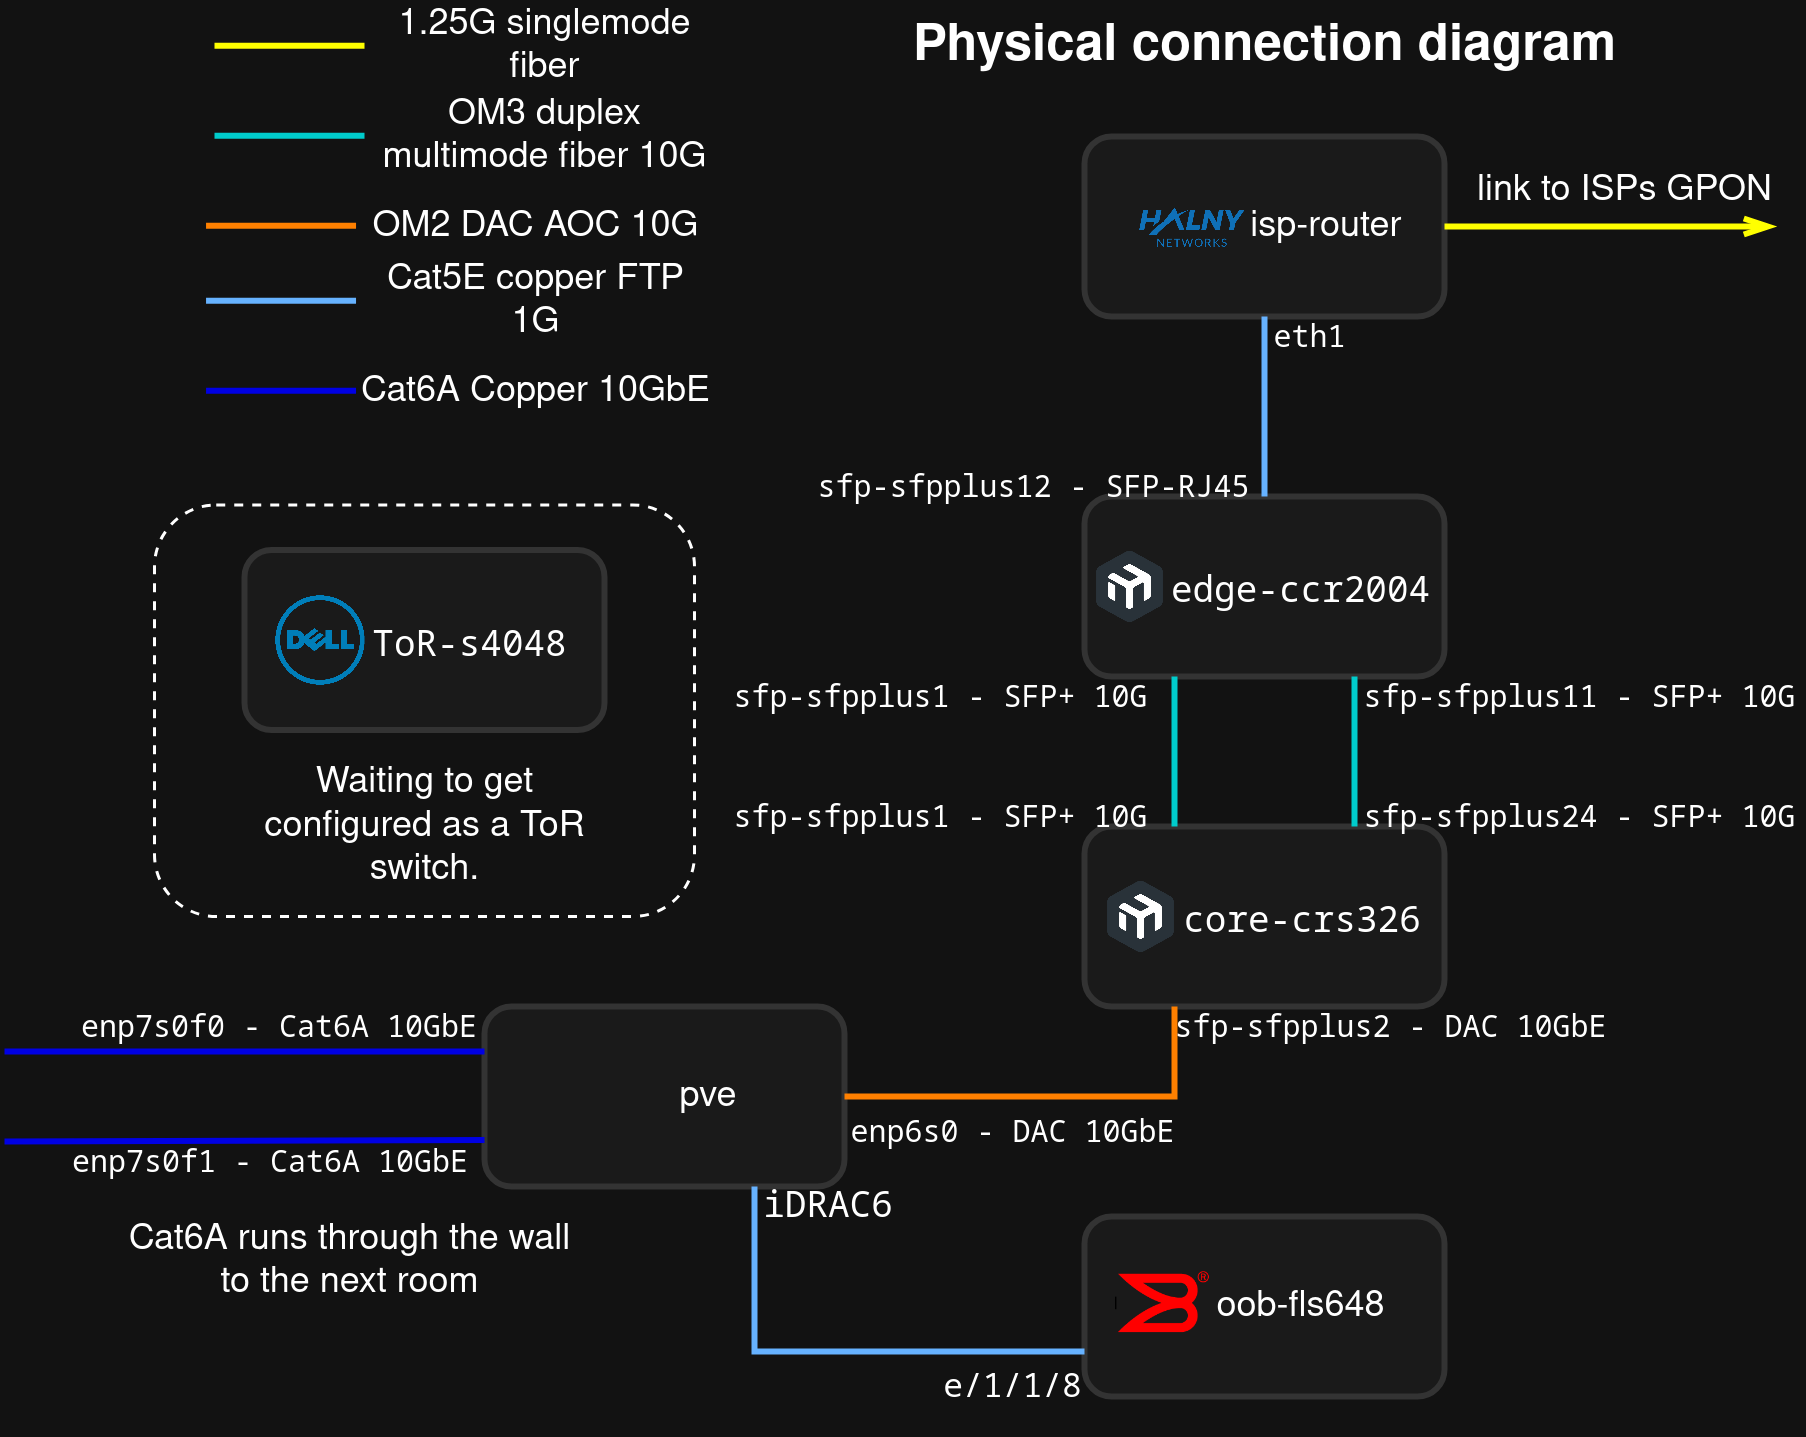 1.25G singlemode
fiber
OM3 duplex
multimode fiber 10G
OM2 DAC AOC 10G
Cat5E copper FTP
1G
Cat6A Copper 10GbE
Physical connection diagram
HALNY
NETWORKS
isp-router
link to ISPs GPON
eth1
sfp-sfpplus12 - SFP-RJ45
edge-ccr2004
DELL
ToR-s4048
Waiting to get
configured as a ToR
switch.
sfp-sfpplus1 - SFP+ 10G
sfp-sfpplus11 - SFP+ 10G
sfp-sfpplus1 - SFP+ 10G
sfp-sfpplus24 - SFP+ 10G
core-crs326
sfp-sfpplus2 - DAC 10GbE
enp7s0f0 - Cat6A 10GbE
pve
enp6s0 - DAC 10GbE
enp7s0f1 - Cat6A 10GbE
iDRAC6
Cat6A runs through the wall
to the next room
®
oob-fls648
e/1/1/8